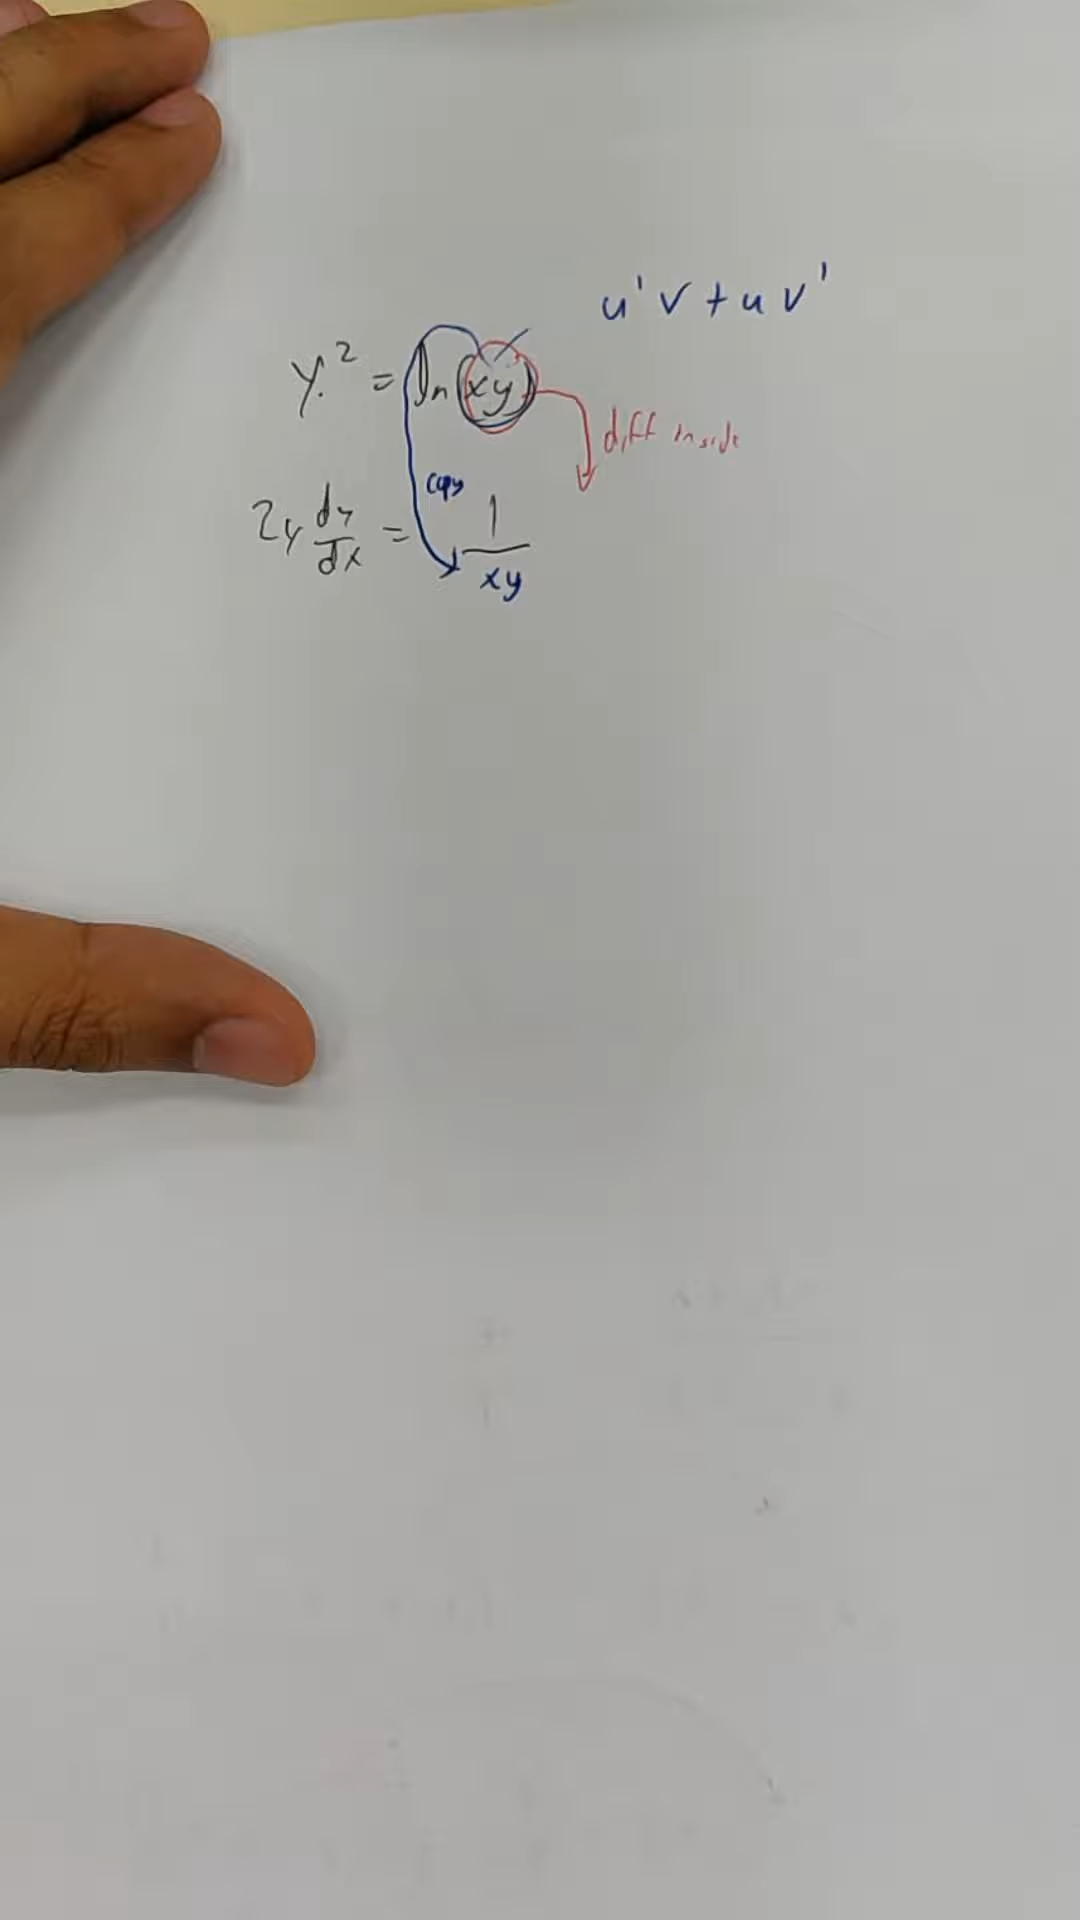 u'v + uv'
y² = ln(xy)
diff inside
copy
2y dy/dx = 1/xy